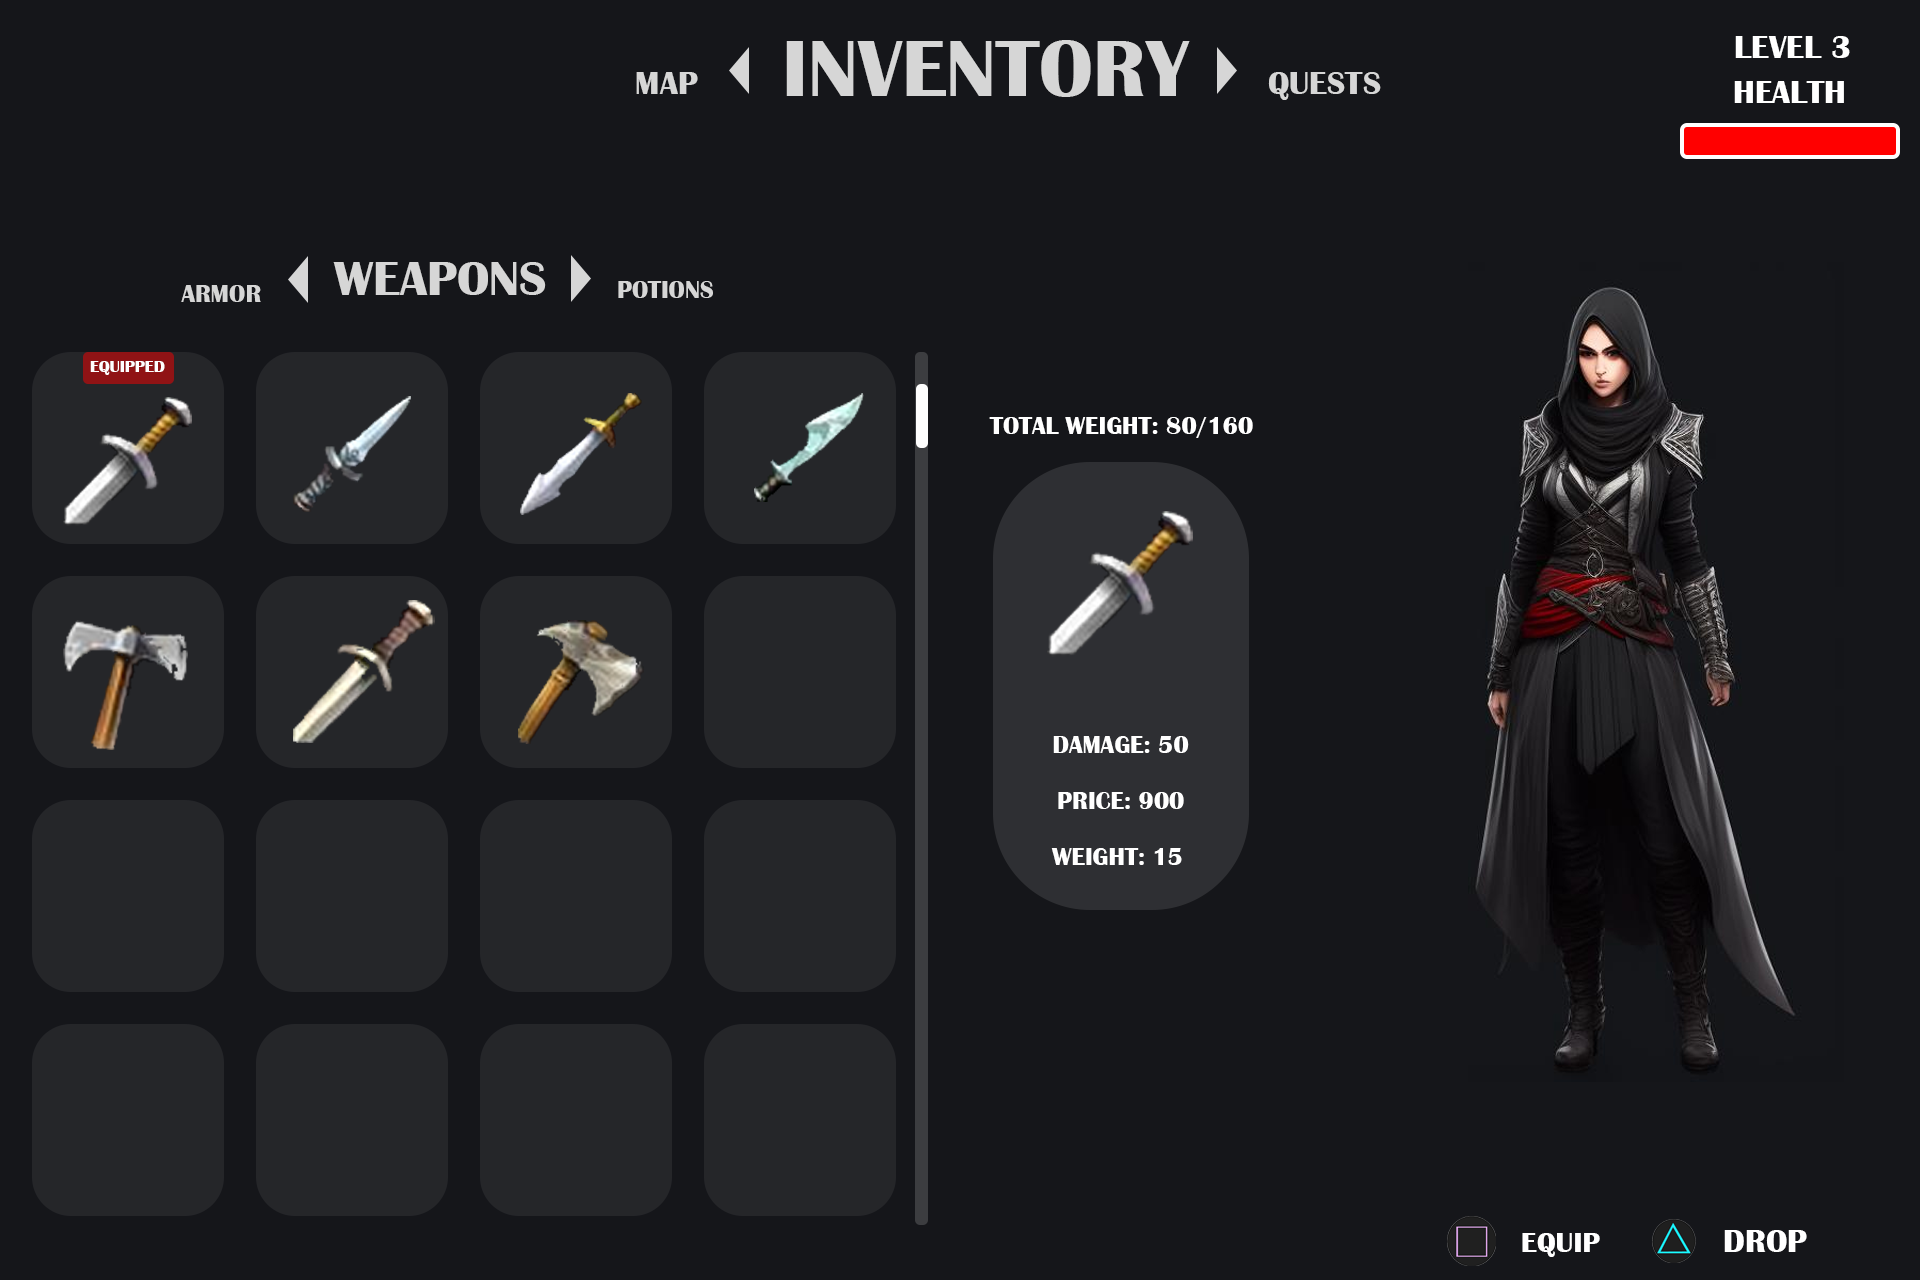 MAP INVENTORY QUESTS
LEVEL 3
HEALTH
ARMOR WEAPONS POTIONS
EQUIPPED
TOTAL WEIGHT: 80/160
DAMAGE: 50
PRICE: 900
WEIGHT: 15
EQUIP DROP